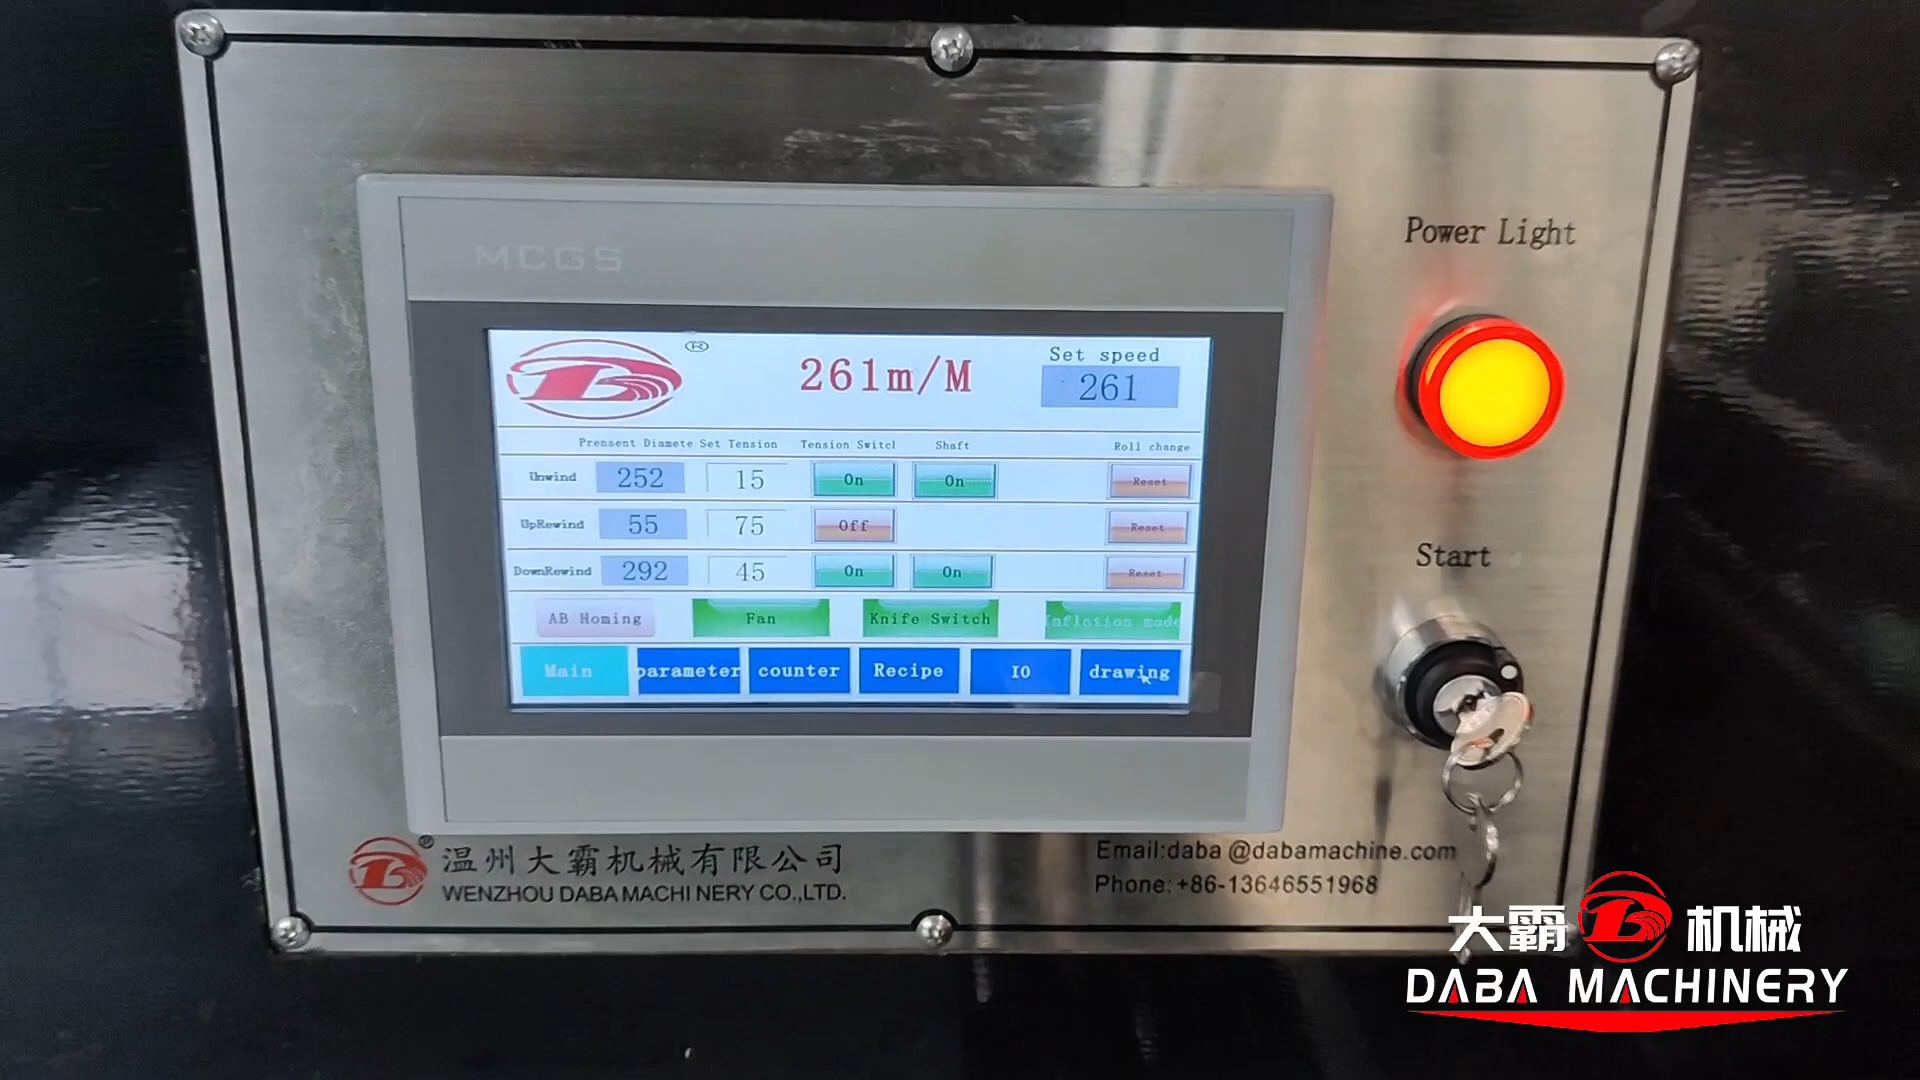 Power Light
MCGS
®
261m/M
Set speed
261
Prensent Diamete Set Tension Tension Switch Shaft Roll change
Unwind 252 15 On On Reset
UpRewind 55 75 Off Reset
DownRewind 292 45 On On Reset
AB Homing Fan Knife Switch Inflation mode
Main parameter counter Recipe IO drawing
Start
® 温州大霸机械有限公司
WENZHOU DABA MACHINERY CO.,LTD.
Email:daba@dabamachine.com
Phone:+86-13646551968
大霸 机械
DABA MACHINERY